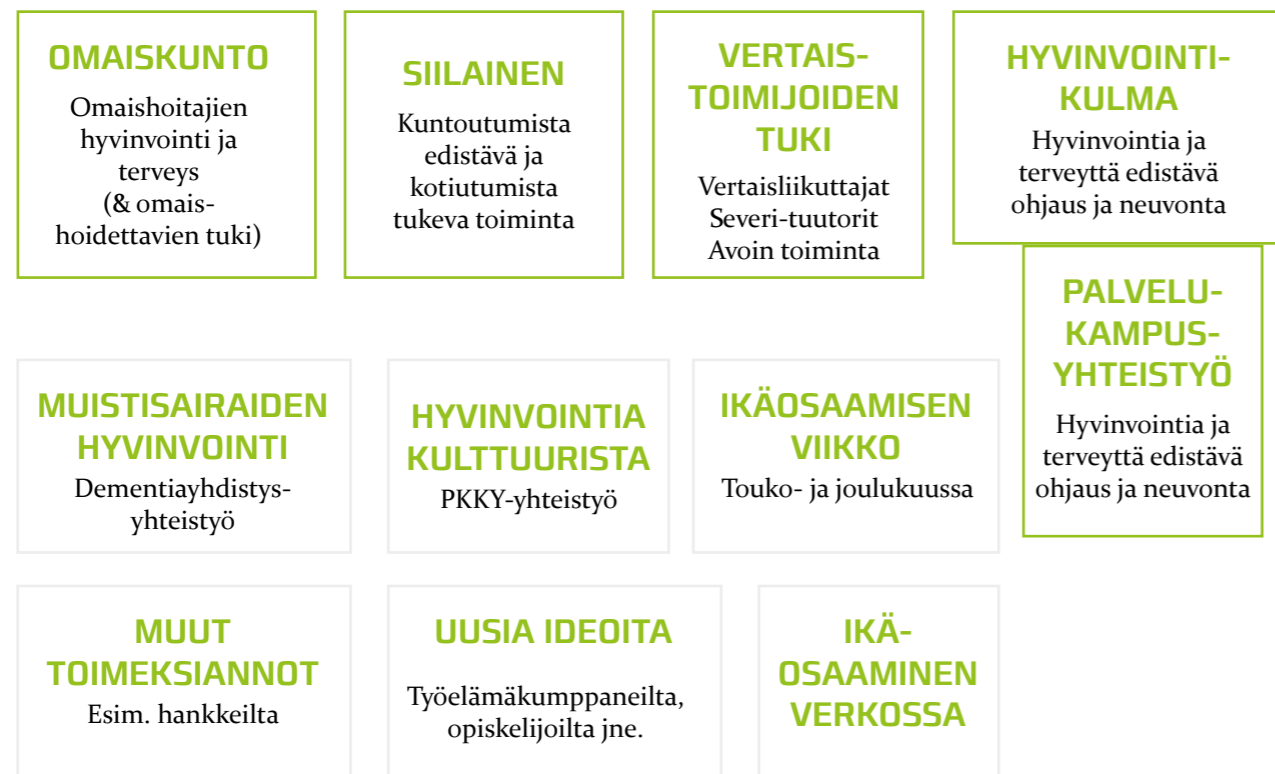 OMAISKUNTO
Omaishoitajien
hyvinvointi ja
terveys
(& omais-
hoidettavien tuki)
SIILAINEN
Kuntoutumista
edistävä ja
kotiutumista
tukeva toiminta
VERTAIS-
TOIMIJOIDEN
TUKI
Vertaisliikuttajat
Severi-tuutorit
Avoin toiminta
HYVINVOINTI-
KULMA
Hyvinvointia ja
terveyttä edistävä
ohjaus ja neuvonta
PALVELU-
KAMPUS-
YHTEISTYÖ
Hyvinvointia ja
terveyttä edistävä
ohjaus ja neuvonta
MUISTISAIRAIDEN
HYVINVOINTI
Dementiayhdistys-
yhteistyö
HYVINVOINTIA
KULTTUURISTA
PKKY-yhteistyö
IKÄOSAAMISEN
VIIKKO
Touko- ja joulukuussa
MUUT
TOIMEKSIANNOT
Esim. hankkeilta
UUSIA IDEOITA
Työelämäkumppaneilta,
opiskelijoilta jne.
IKÄ-
OSAAMINEN
VERKOSSA